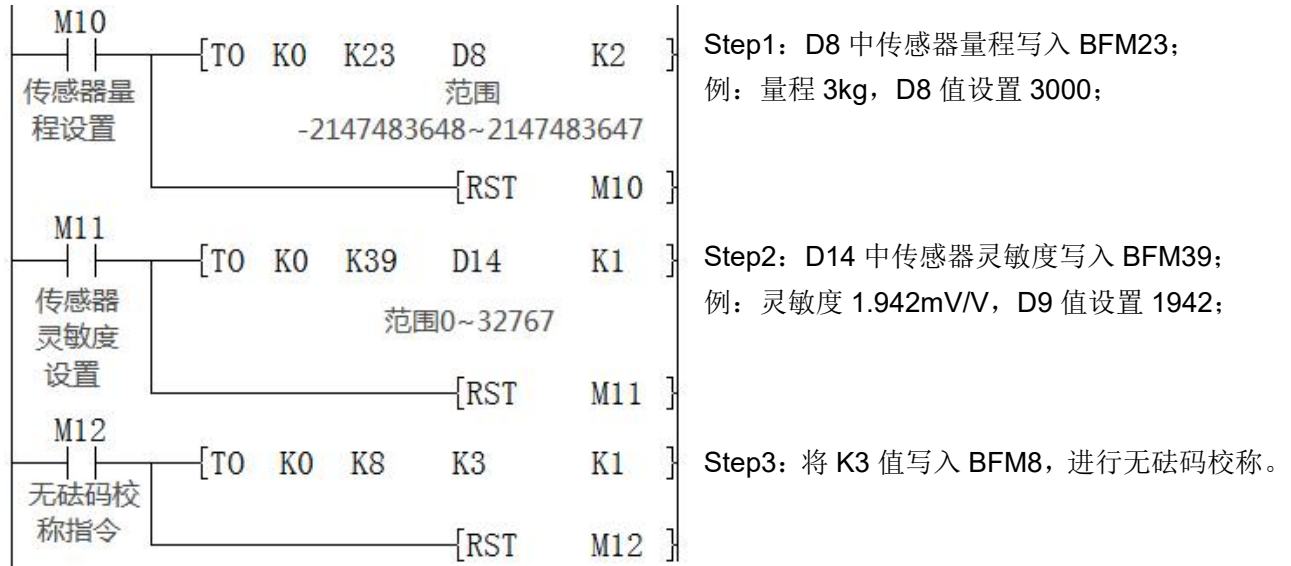 M10
[TO K0 K23 D8 K2 ]
传感器量
程设置
范围
-2147483648~2147483647
[RST M10 ]
Step1：D8 中传感器量程写入 BFM23；
例：量程 3kg，D8 值设置 3000；
M11
[TO K0 K39 D14 K1 ]
传感器
灵敏度
设置
范围0~32767
[RST M11 ]
Step2：D14 中传感器灵敏度写入 BFM39；
例：灵敏度 1.942mV/V，D9 值设置 1942；
M12
[TO K0 K8 K3 K1 ]
无砝码校
称指令
[RST M12 ]
Step3：将 K3 值写入 BFM8，进行无砝码校称。